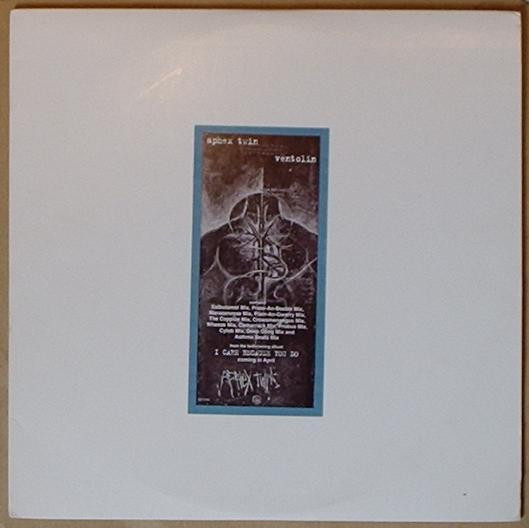 aphex twin
ventolin
Salbutamol Mix, Praze-An-Beeble Mix,
Marazanvose Mix, Plain-An-Gwarry Mix,
The Coppice Mix, Crowsmengegus Mix,
Wheeze Mix, Carharrack Mix, Probus Mix,
Cylob Mix, Deep Gong Mix and
Asthma Beats Mix
from the forthcoming album
I CARE BECAUSE YOU DO
coming in April
APHEX TWIN